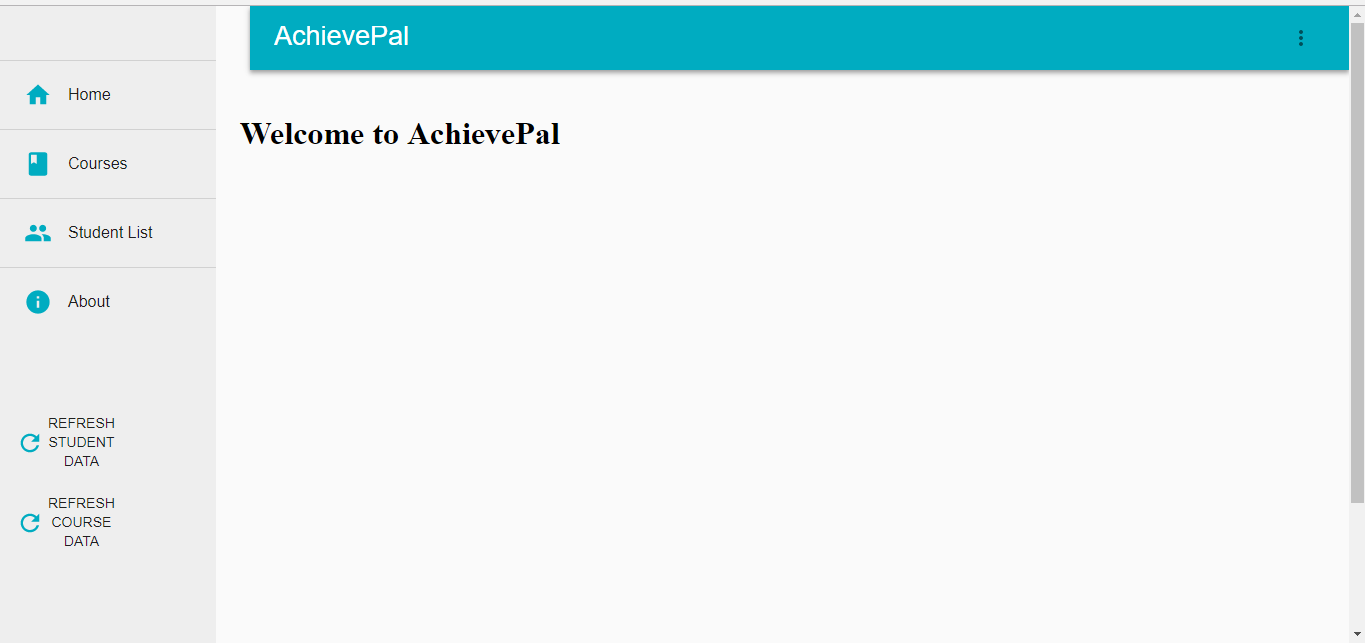 AchievePal
Home
Courses
Student List
About
REFRESH
STUDENT
DATA
REFRESH
COURSE
DATA
Welcome to AchievePal